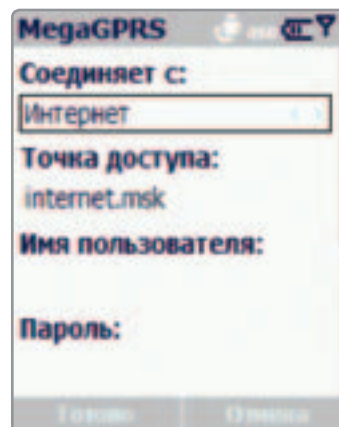 MegaGPRS
Соединяет с:
Интернет
Точка доступа:
internet.msk
Имя пользователя:
Пароль:
Готово Отмена